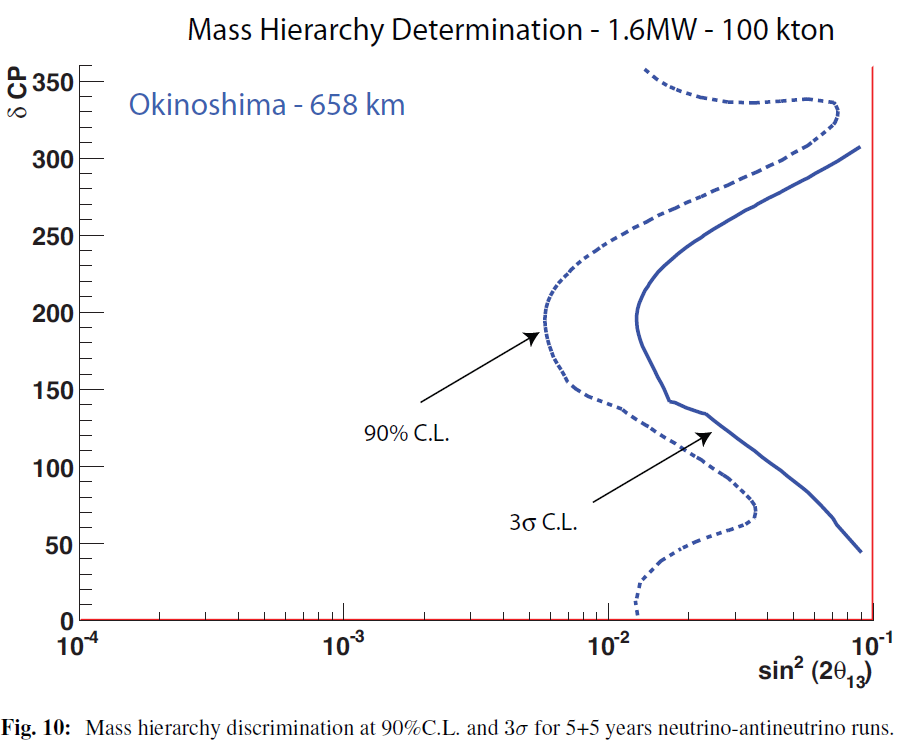 Mass Hierarchy Determination - 1.6MW - 100 kton
δ CP
Okinoshima - 658 km
350
300
250
200
150
100
50
0
90% C.L.
3σ C.L.
10⁻⁴
10⁻³
10⁻²
10⁻¹
sin² (2θ₁₃)
Fig. 10: Mass hierarchy discrimination at 90%C.L. and 3σ for 5+5 years neutrino-antineutrino runs.